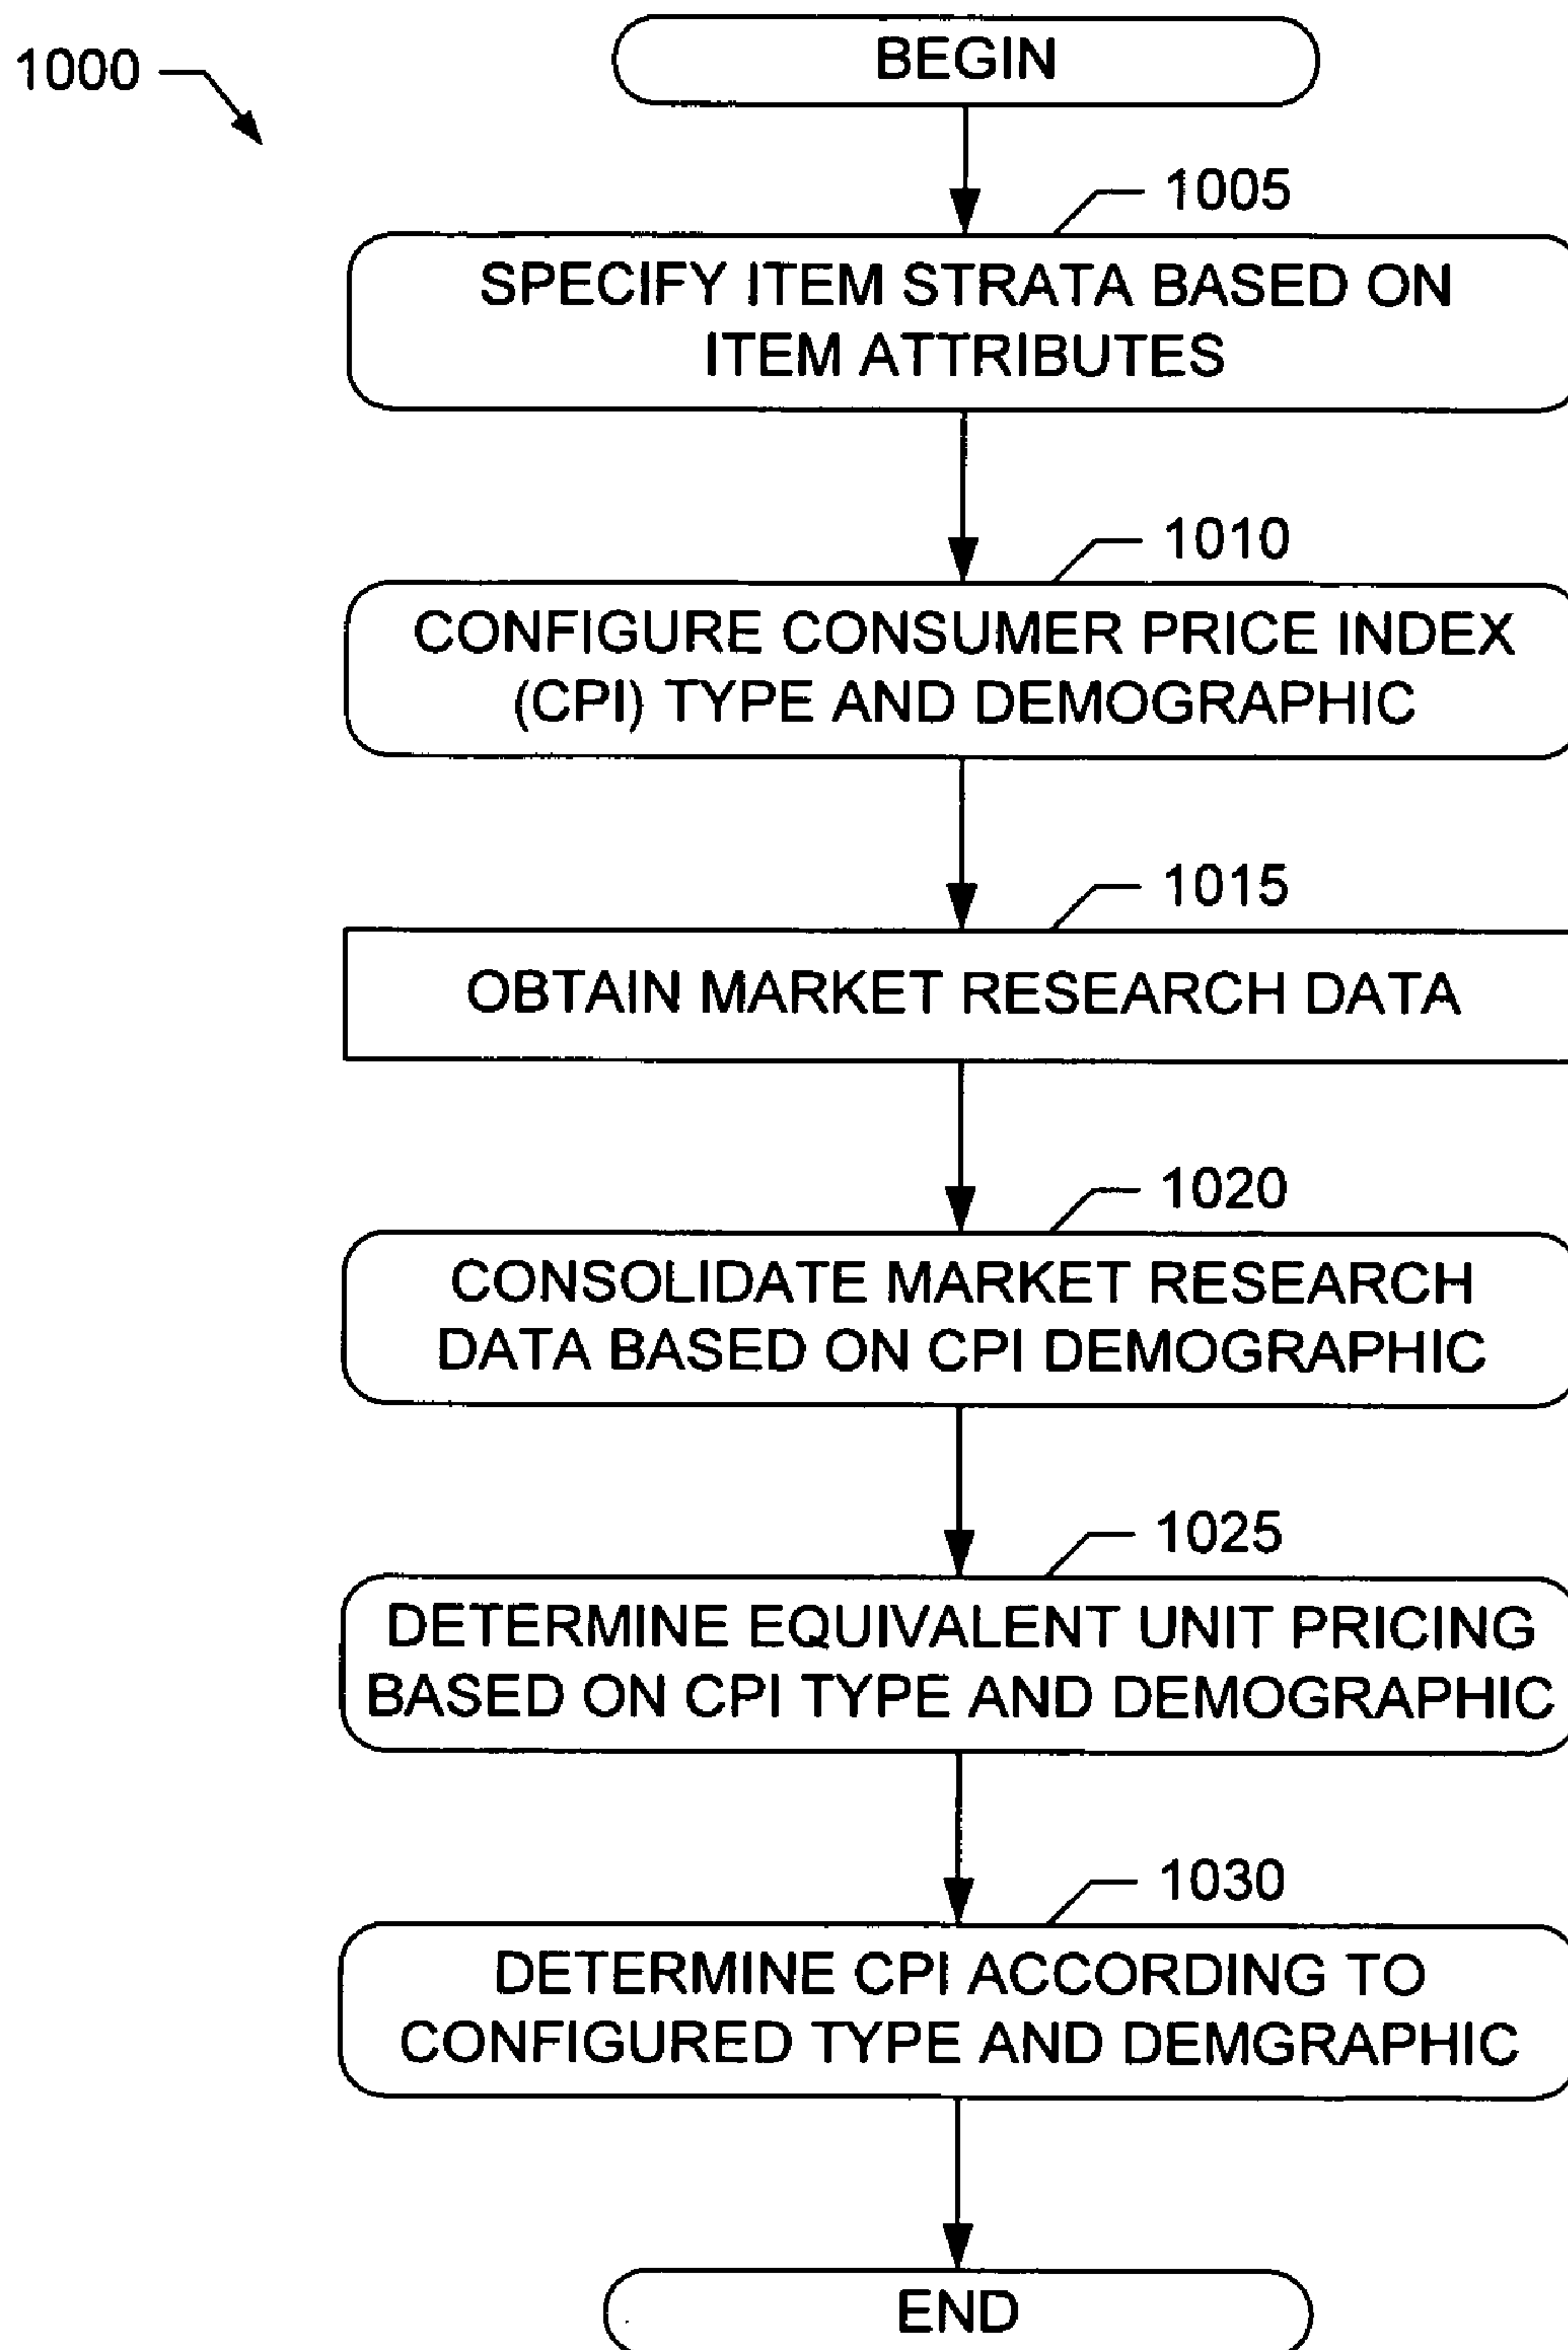 BEGIN
1000
1005
SPECIFY ITEM STRATA BASED ON
ITEM ATTRIBUTES
1010
CONFIGURE CONSUMER PRICE INDEX
(CPI) TYPE AND DEMOGRAPHIC
1015
OBTAIN MARKET RESEARCH DATA
1020
CONSOLIDATE MARKET RESEARCH
DATA BASED ON CPI DEMOGRAPHIC
1025
DETERMINE EQUIVALENT UNIT PRICING
BASED ON CPI TYPE AND DEMOGRAPHIC
1030
DETERMINE CPI ACCORDING TO
CONFIGURED TYPE AND DEMGRAPHIC
END